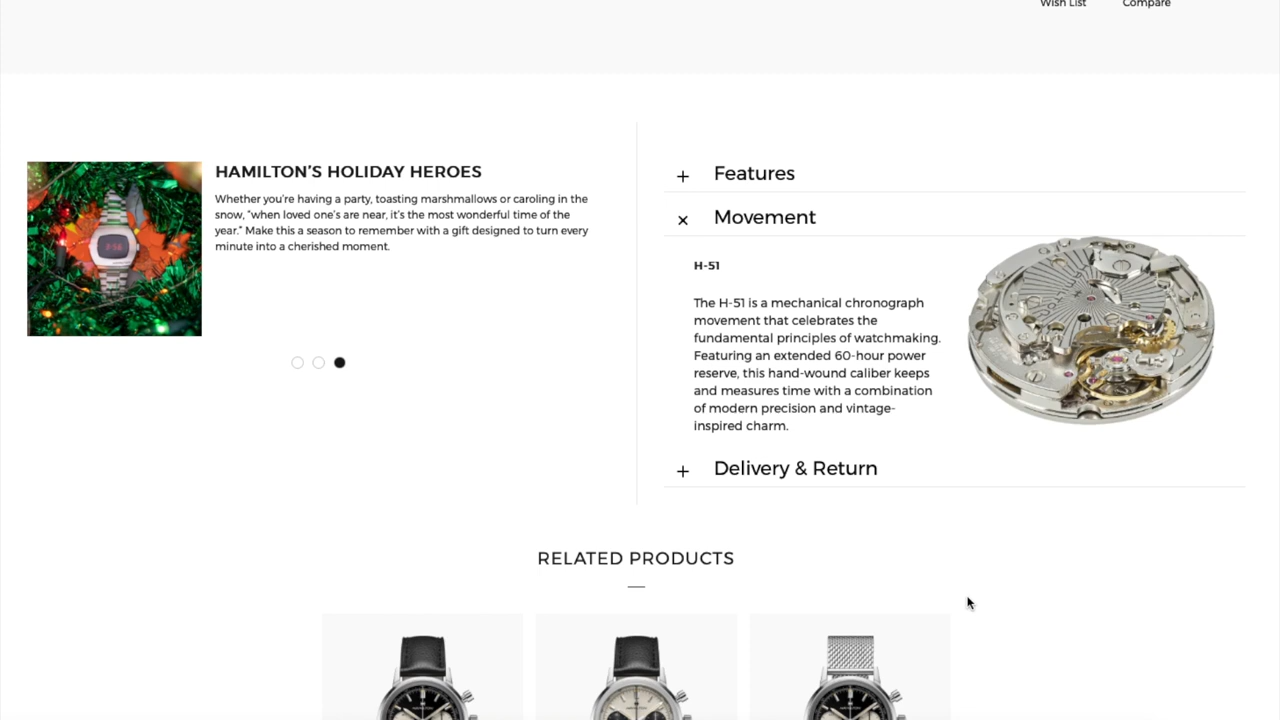 Wish List Compare
HAMILTON'S HOLIDAY HEROES
Whether you're having a party, toasting marshmallows or caroling in the
snow, "when loved one's are near, it's the most wonderful time of the
year." Make this a season to remember with a gift designed to turn every
minute into a cherished moment.
+ Features
× Movement
H-51
The H-51 is a mechanical chronograph
movement that celebrates the
fundamental principles of watchmaking.
Featuring an extended 60-hour power
reserve, this hand-wound caliber keeps
and measures time with a combination
of modern precision and vintage-
inspired charm.
+ Delivery & Return
RELATED PRODUCTS
HAMILTON HAMILTON HAMILTON